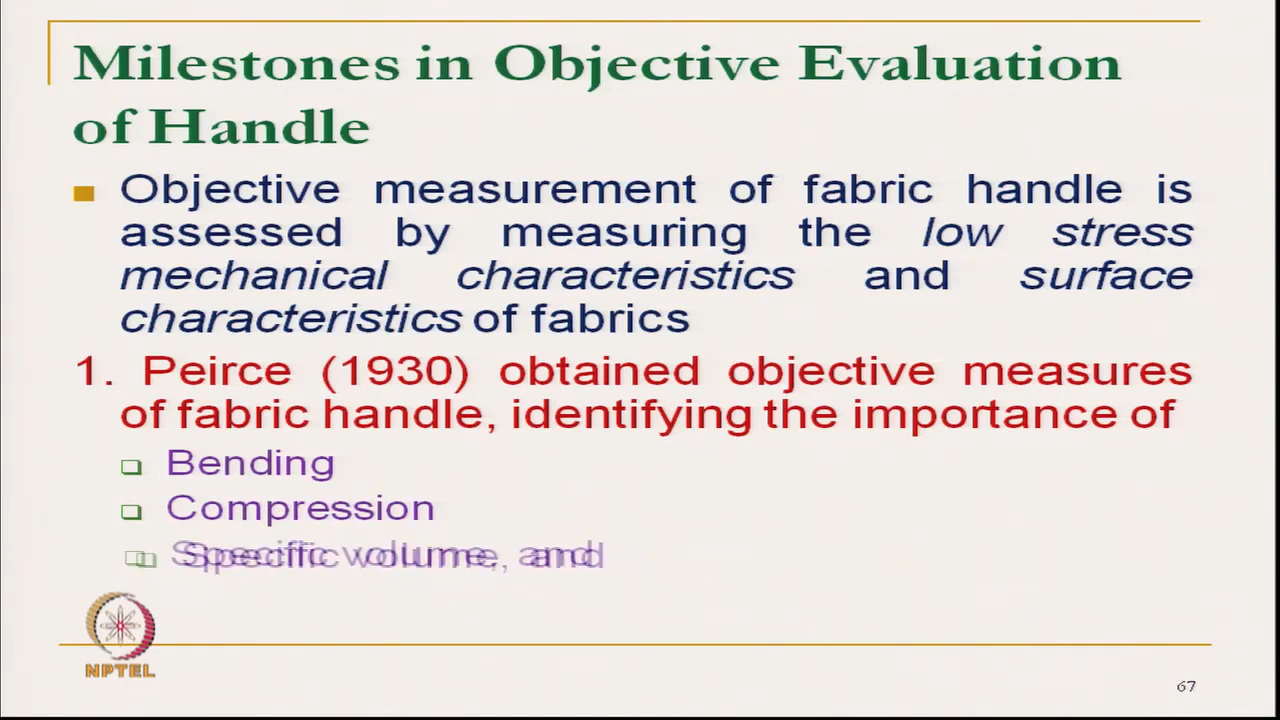 Milestones in Objective Evaluation
of Handle
Objective measurement of fabric handle is
assessed by measuring the low stress
mechanical characteristics and surface
characteristics of fabrics
1. Peirce (1930) obtained objective measures
of fabric handle, identifying the importance of
Bending
Compression
Specific volume, and
NPTEL
67